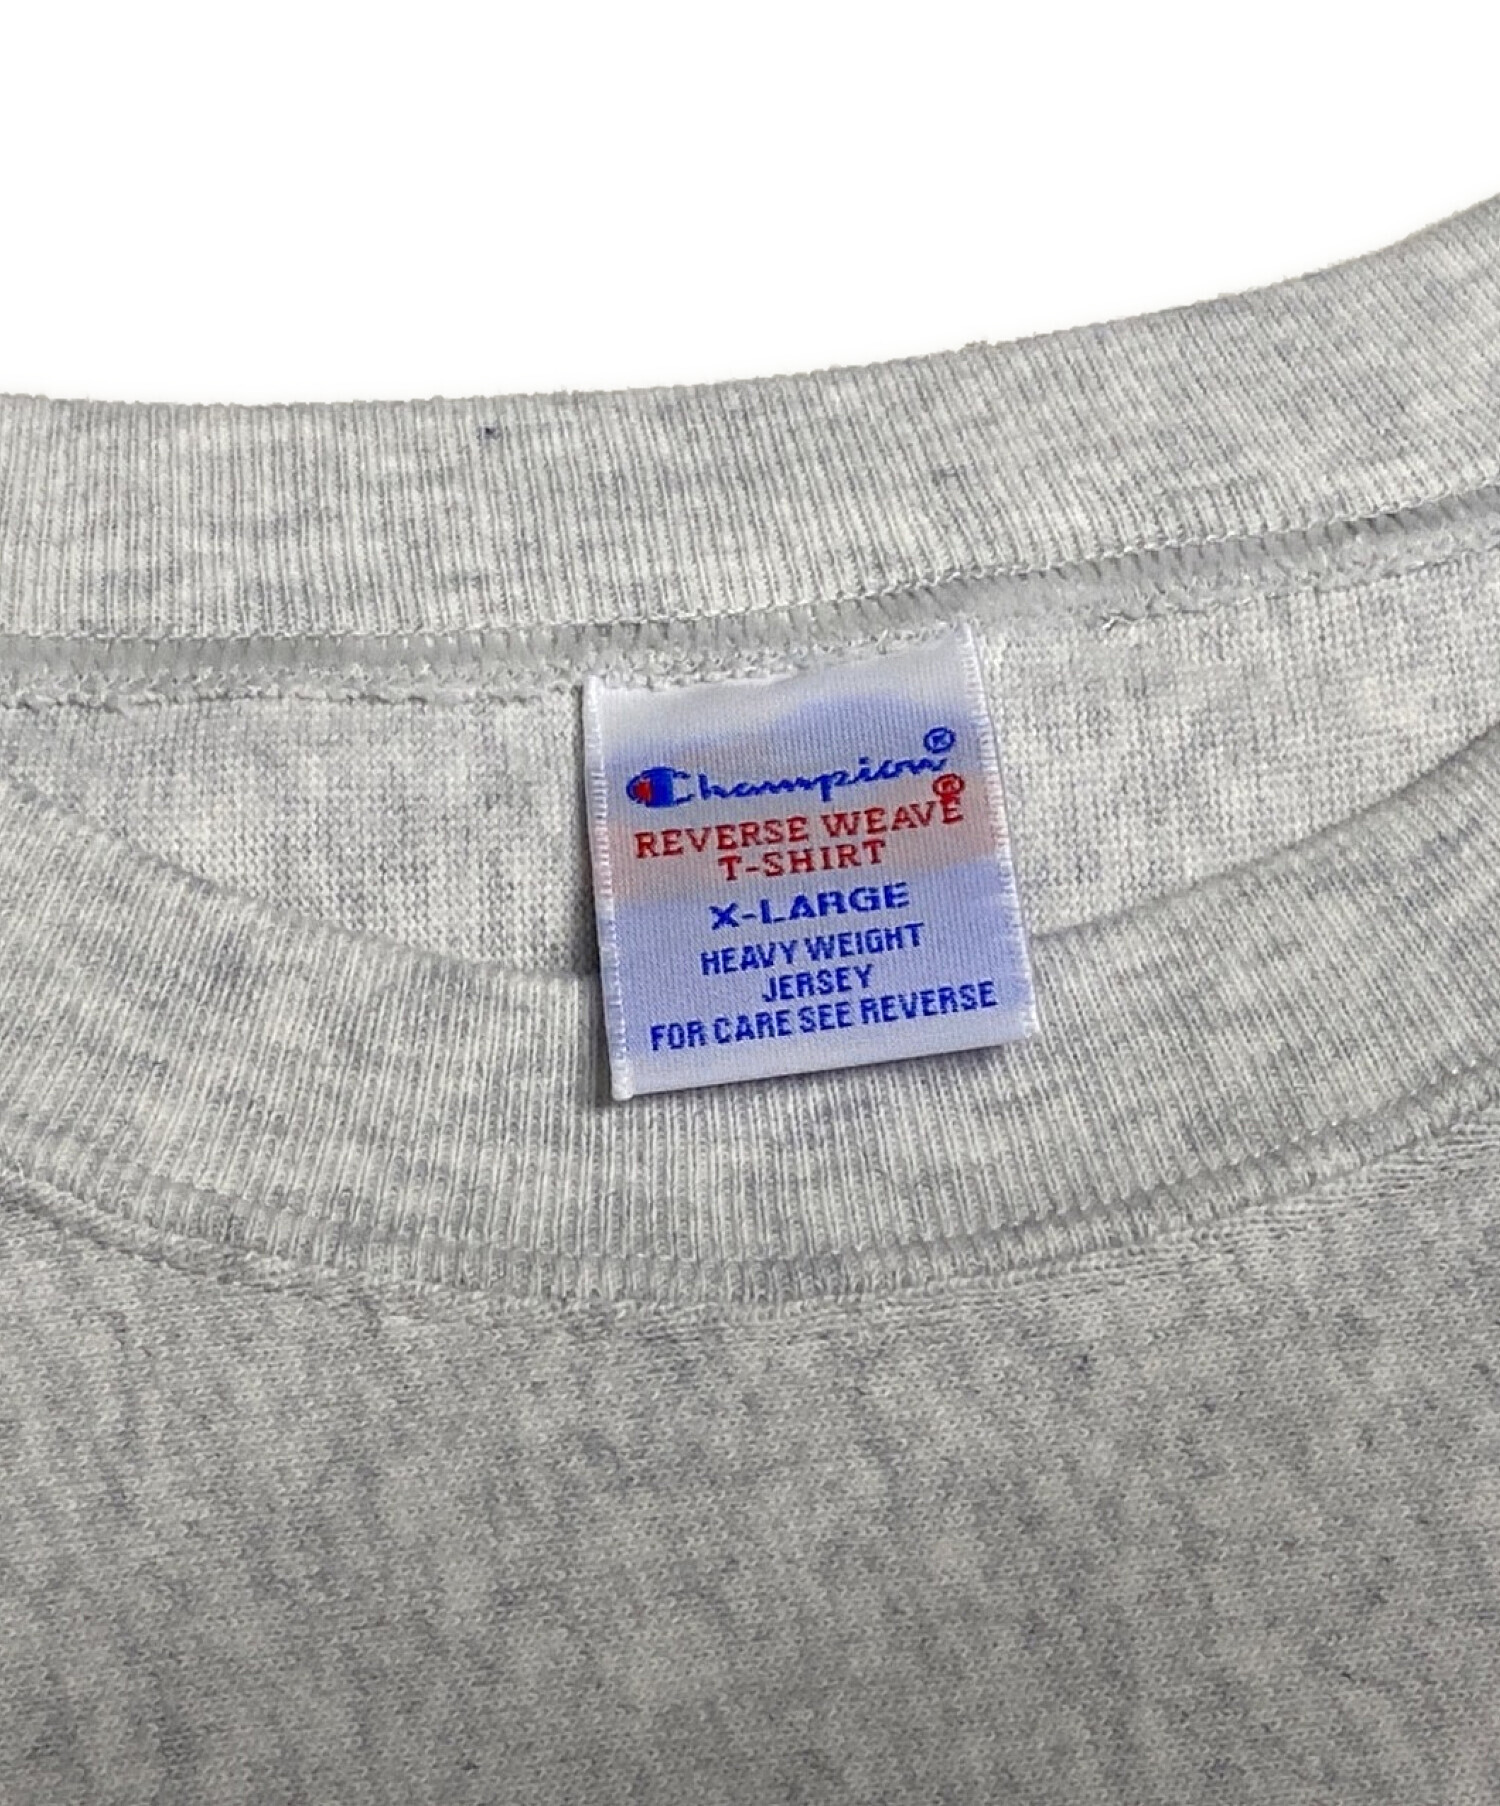 Champion®
REVERSE WEAVE®
T-SHIRT
X-LARGE
HEAVY WEIGHT
JERSEY
FOR CARE SEE REVERSE